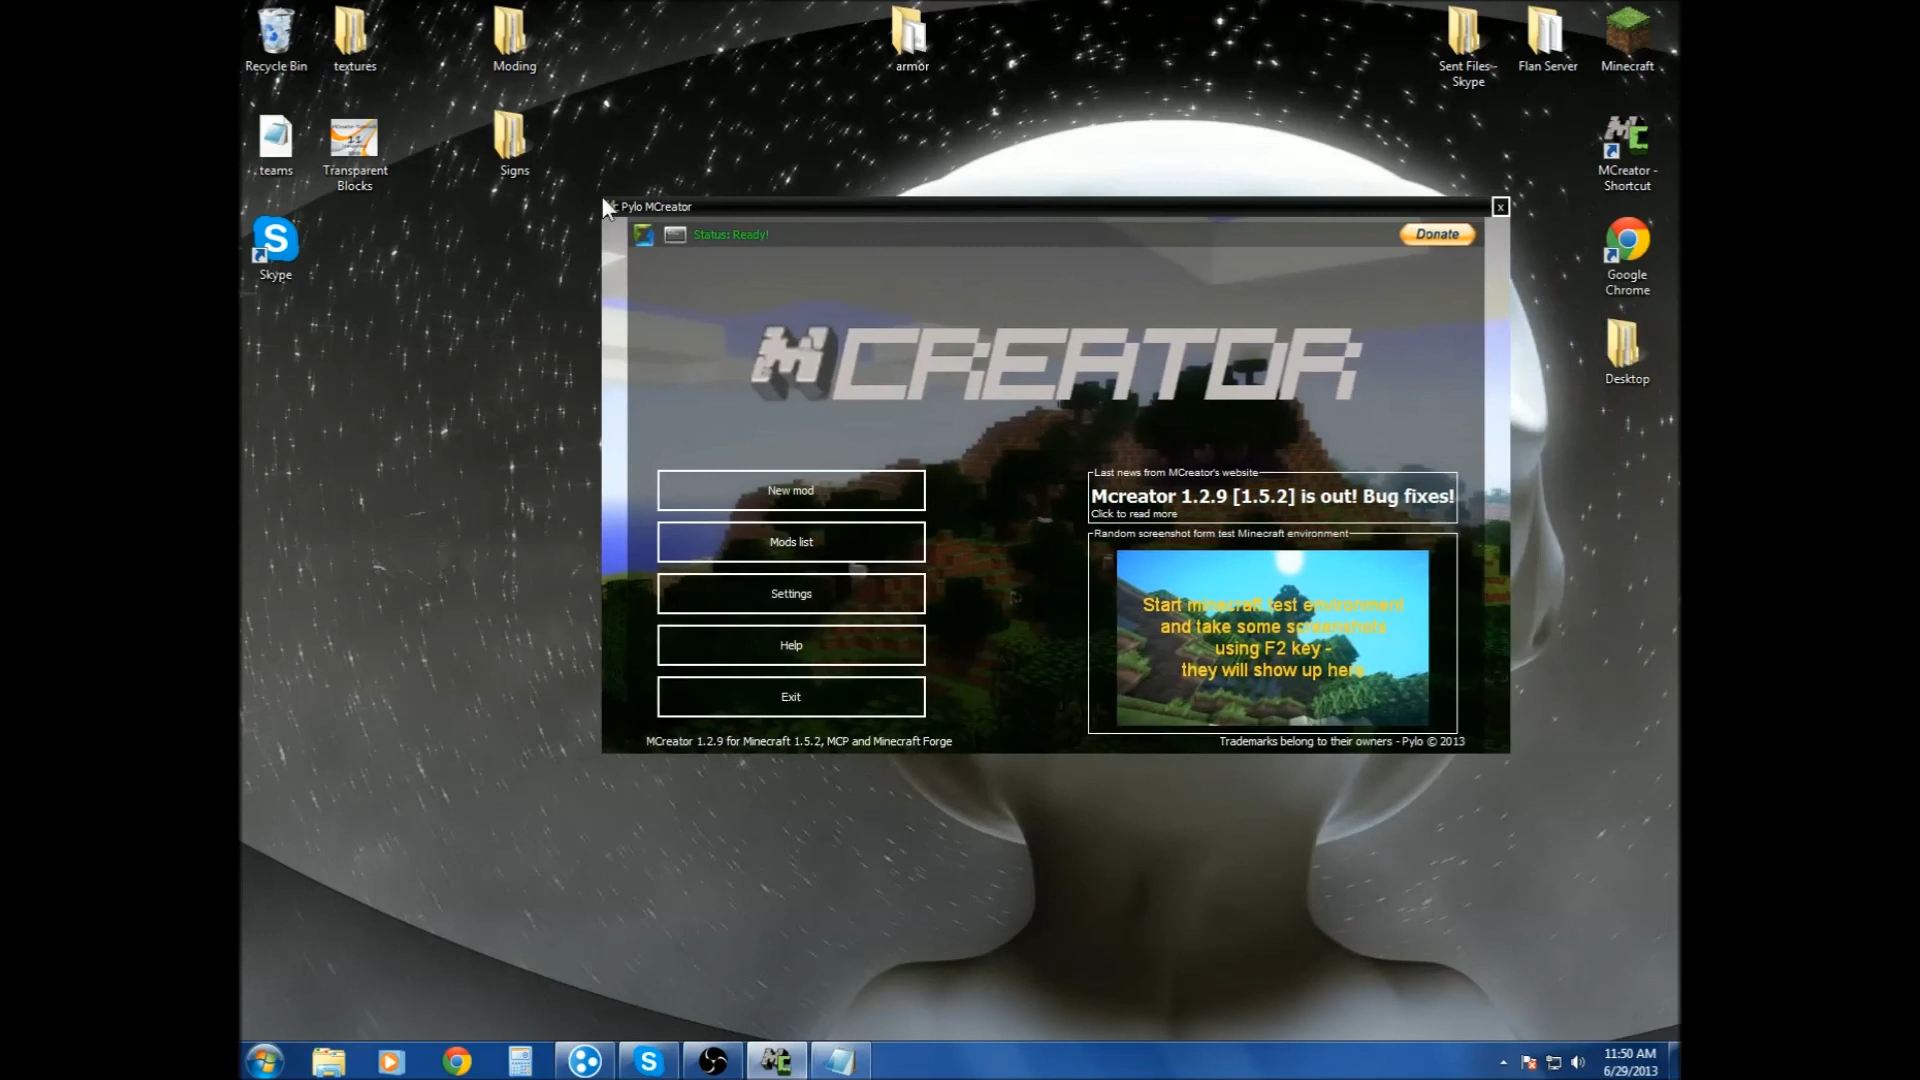 Recycle Bin
textures
Moding
armor
Sent Files -
Skype
Flan Server
Minecraft
teams
Transparent
Blocks
Signs
MCreator -
Shortcut
Skype
Google
Chrome
Desktop
Pylo MCreator
x
Status: Ready!
Donate
MCREATOR
New mod
Mods list
Settings
Help
Exit
Last news from MCreator's website
Mcreator 1.2.9 [1.5.2] is out! Bug fixes!
Click to read more
Random screenshot form test Minecraft environment
Start minecraft test environment
and take some screenshots
using F2 key -
they will show up here
MCreator 1.2.9 for Minecraft 1.5.2, MCP and Minecraft Forge
Trademarks belong to their owners - Pylo © 2013
11:50 AM
6/29/2013